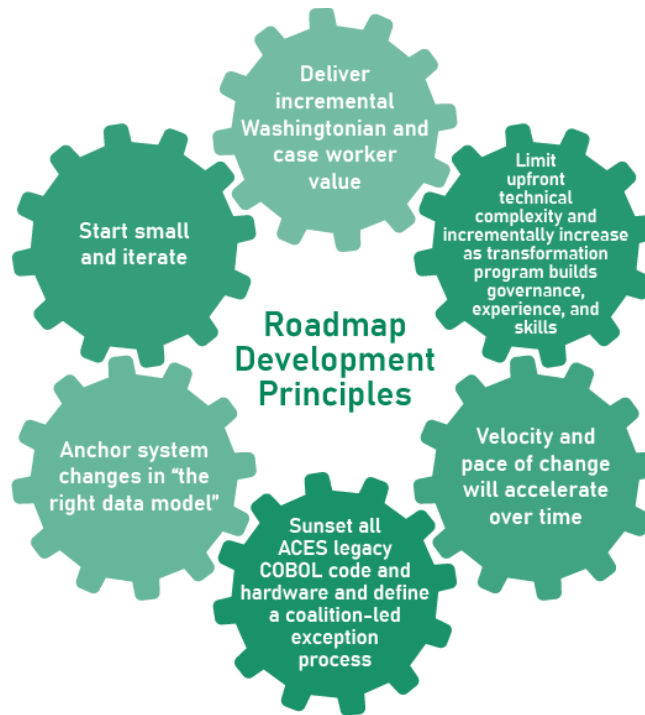 Deliver
incremental
Washingtonian and
case worker
value
Limit
upfront
technical
complexity and
incrementally increase
as transformation
program builds
governance,
experience, and
skills
Start small
and iterate
Roadmap
Development
Principles
Velocity and
pace of change
will accelerate
over time
Anchor system
changes in “the
right data model”
Sunset all
ACES legacy
COBOL code and
hardware and define
a coalition-led
exception
process